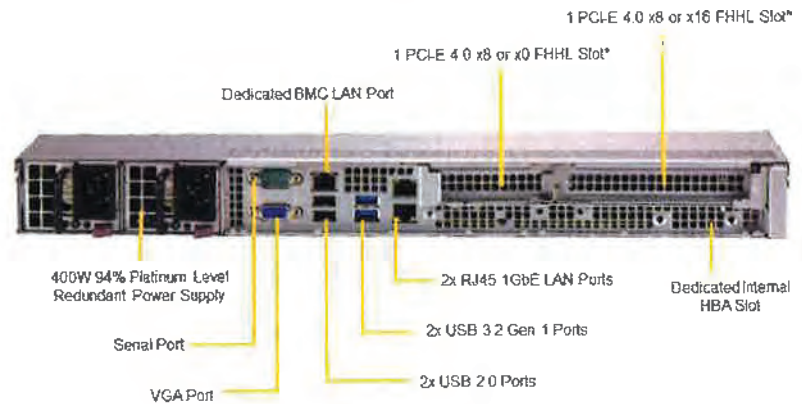 1 PCI-E 4.0 x8 or x16 FHHL Slot*
1 PCI-E 4.0 x8 or x0 FHHL Slot*
Dedicated BMC LAN Port
400W 94% Platinum Level
Redundant Power Supply
2x RJ45 1GbE LAN Ports
Dedicated Internal
HBA Slot
2x USB 3.2 Gen 1 Ports
Serial Port
2x USB 2.0 Ports
VGA Port